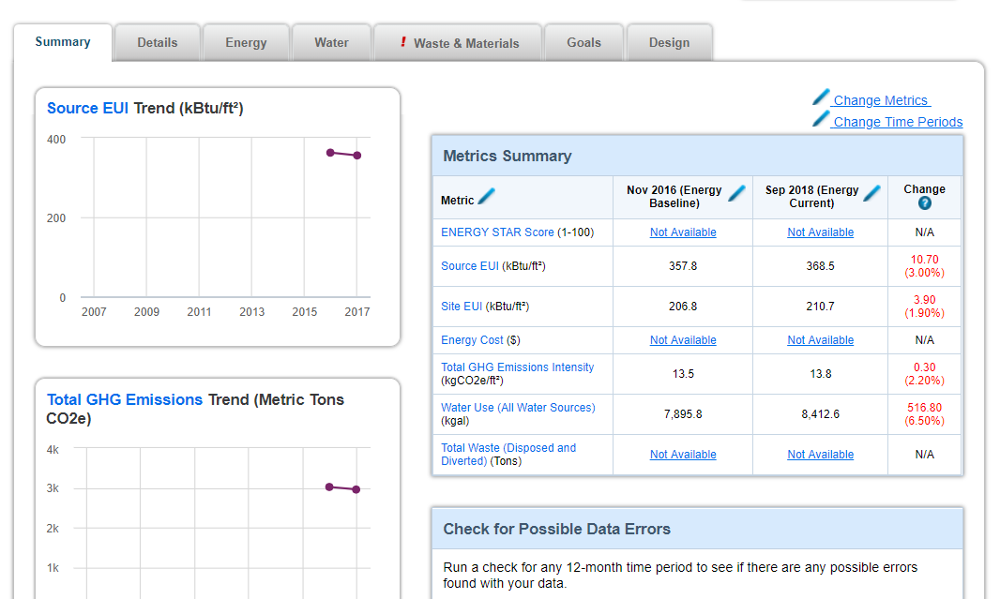 Summary
Details
Energy
Water
! Waste & Materials
Goals
Design
Source EUI Trend (kBtu/ft²)
400
200
0
2007 2009 2011 2013 2015 2017
Total GHG Emissions Trend (Metric Tons
CO2e)
4k
3k
2k
1k
Change Metrics
Change Time Periods
Metrics Summary
Metric
Nov 2016 (Energy
Baseline)
Sep 2018 (Energy
Current)
Change
?
ENERGY STAR Score (1-100) Not Available Not Available N/A
Source EUI (kBtu/ft²) 357.8 368.5 10.70
(3.00%)
Site EUI (kBtu/ft²) 206.8 210.7 3.90
(1.90%)
Energy Cost ($) Not Available Not Available N/A
Total GHG Emissions Intensity
(kgCO2e/ft²) 13.5 13.8 0.30
(2.20%)
Water Use (All Water Sources)
(kgal) 7,895.8 8,412.6 516.80
(6.50%)
Total Waste (Disposed and
Diverted) (Tons) Not Available Not Available N/A
Check for Possible Data Errors
Run a check for any 12-month time period to see if there are any possible errors
found with your data.